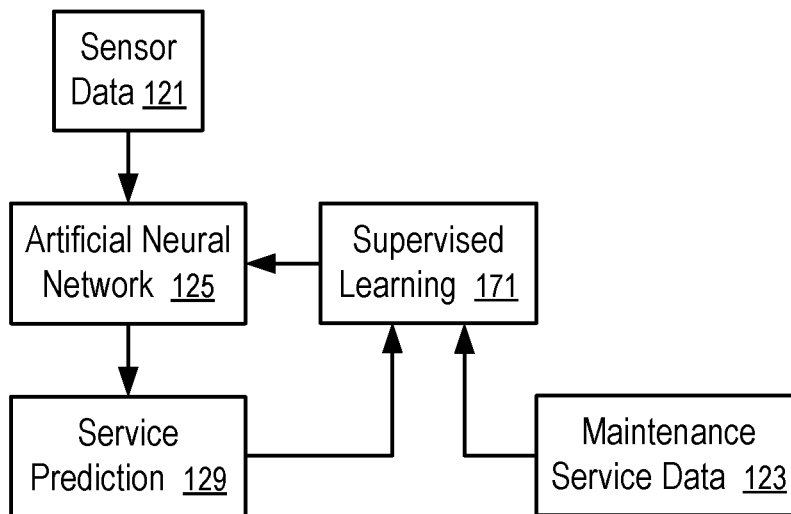 Sensor
Data 121
Artificial Neural
Network 125
Supervised
Learning 171
Service
Prediction 129
Maintenance
Service Data 123